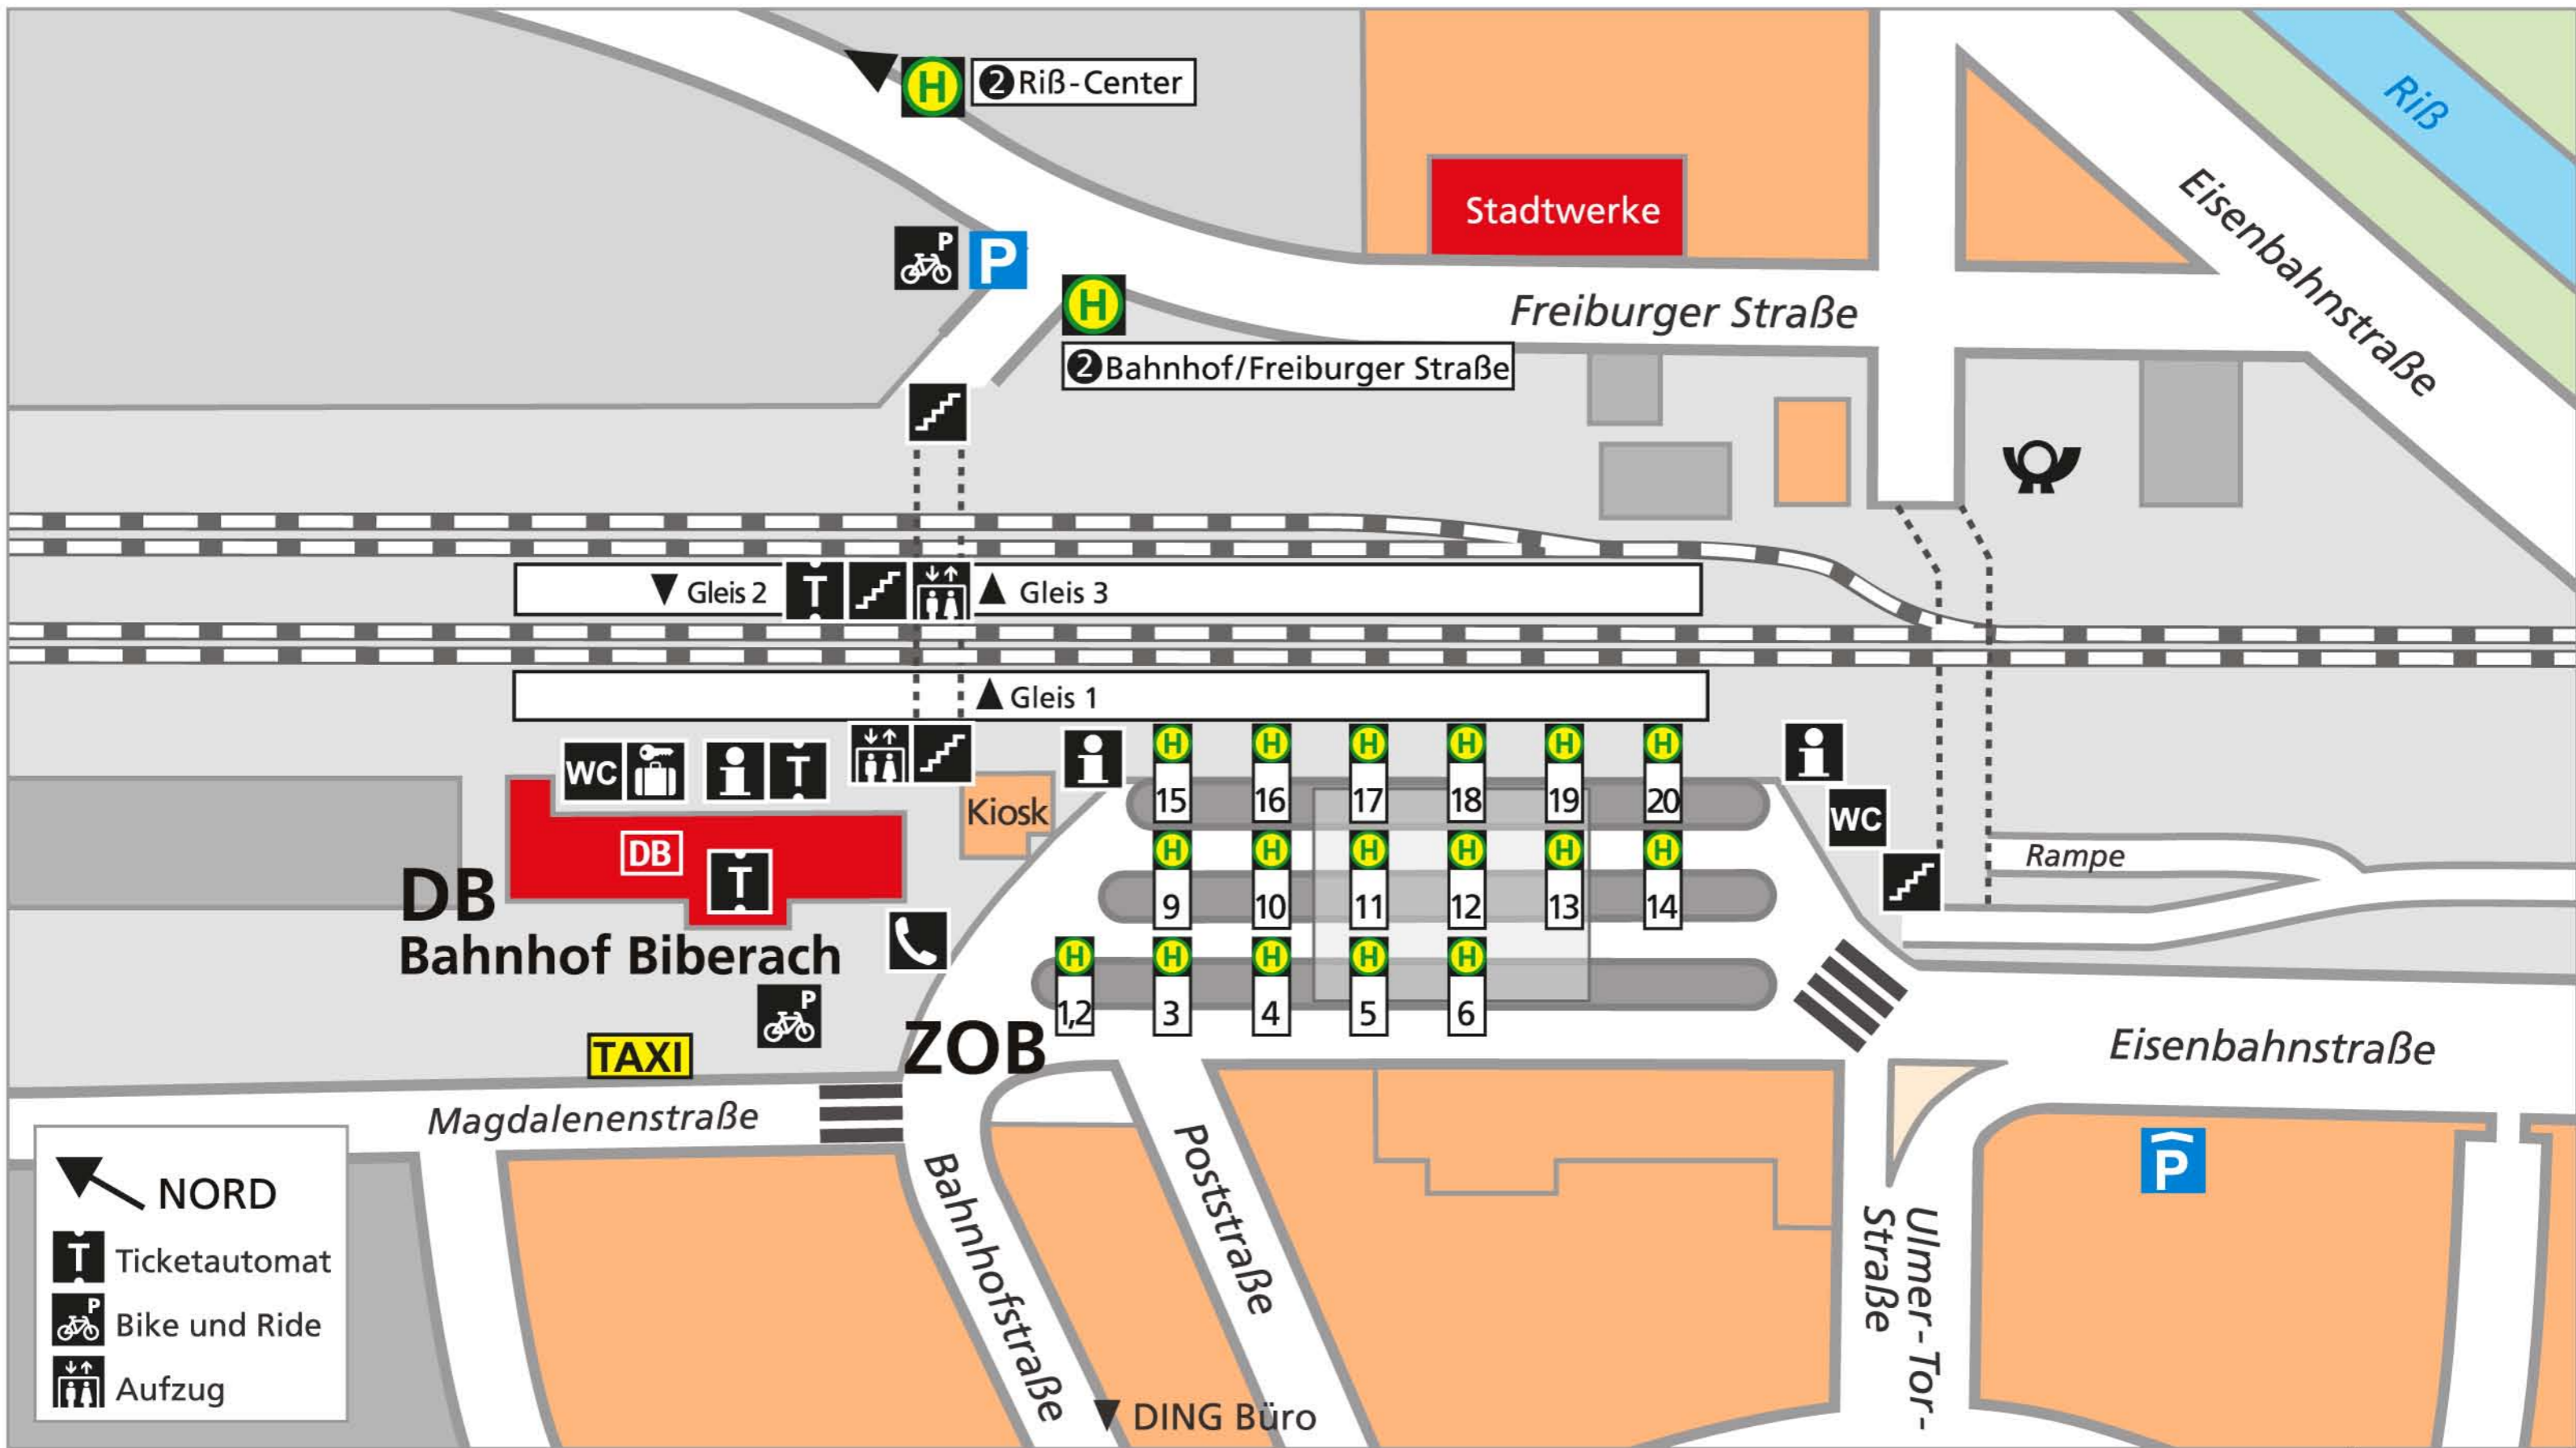 H
❷ Riß-Center
Riß
Stadtwerke
Eisenbahnstraße
P
P
H
Freiburger Straße
❷ Bahnhof/Freiburger Straße
▼ Gleis 2
T
▲ Gleis 3
▲ Gleis 1
WC
i
T
i
H H H H H H
15 16 17 18 19 20
i
Kiosk
WC
DB
T
H H H H H H
9 10 11 12 13 14
Rampe
DB
Bahnhof Biberach
H H H H H
1,2 3 4 5 6
P
ZOB
TAXI
Eisenbahnstraße
Magdalenenstraße
Bahnhofstraße
Poststraße
Ulmer-Tor-
Straße
P
NORD
T Ticketautomat
P Bike und Ride
Aufzug
▼ DING Büro